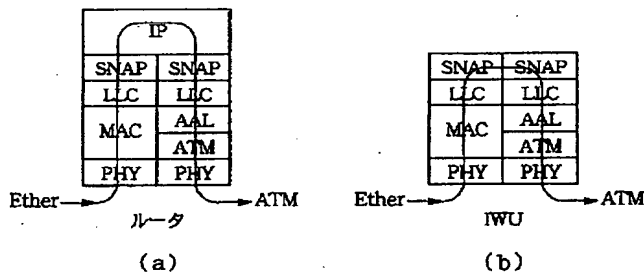 IP
SNAP SNAP
LLC LLC
MAC
AAL
ATM
PHY PHY
Ether
ATM
ルータ
(a)
SNAP SNAP
LLC LLC
MAC
AAL
ATM
PHY PHY
Ether
ATM
IWU
(b)